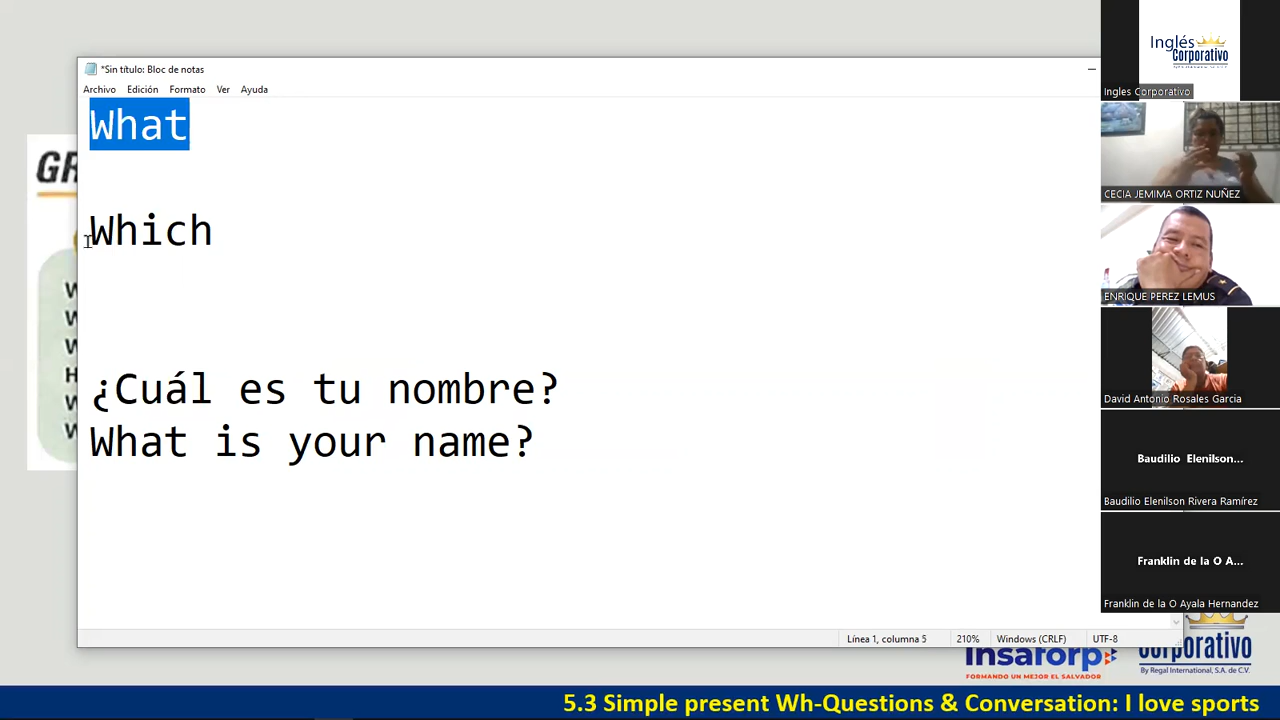 *Sin título: Bloc de notas
Archivo Edición Formato Ver Ayuda
What
Which
¿Cuál es tu nombre?
What is your name?
Línea 1, columna 5 210% Windows (CRLF) UTF-8
GR
W
W
W
H
W
W
Inglés
Corporativo
Ingles Corporativo
CECIA JEMIMA ORTIZ NUÑEZ
ENRIQUE PEREZ LEMUS
David Antonio Rosales Garcia
Baudilio Elenilson...
Baudilio Elenilson Rivera Ramírez
Franklin de la O A...
Franklin de la O Ayala Hernandez
Insaforp
FORMANDO UN MEJOR EL SALVADOR
Corporativo
By Regal International, S.A. de C.V.
5.3 Simple present Wh-Questions & Conversation: I love sports